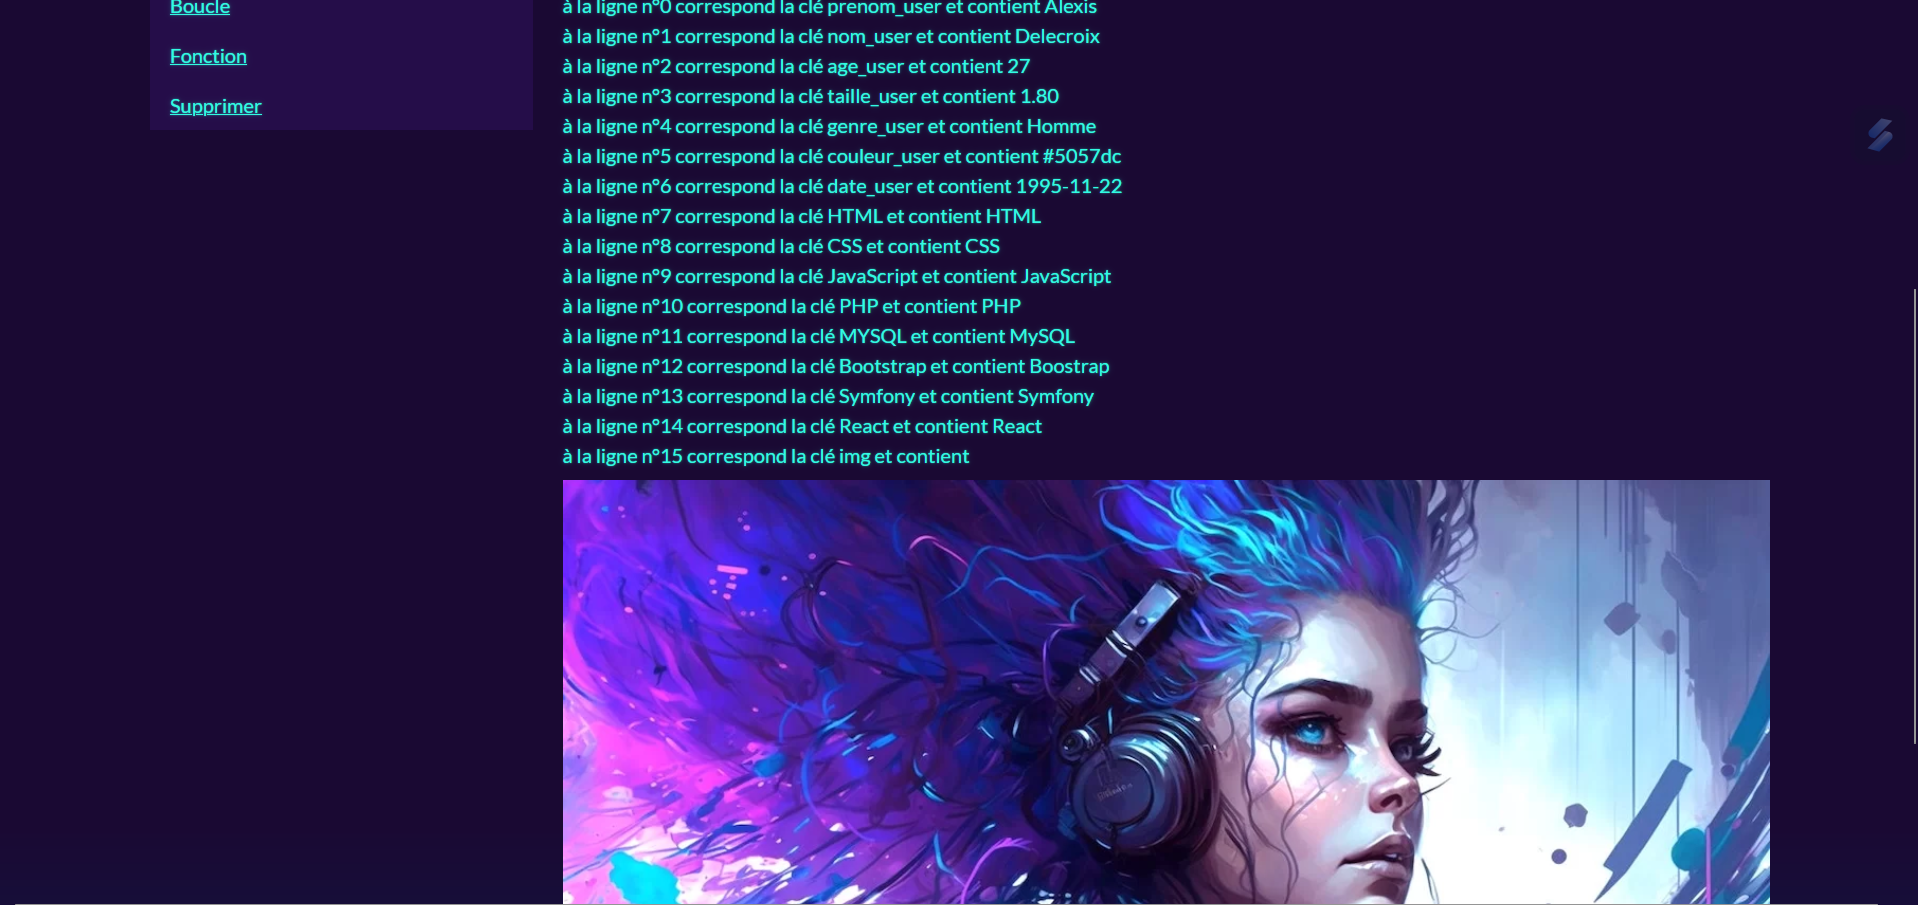 Boucle
Fonction
Supprimer
à la ligne n°0 correspond la clé prenom_user et contient Alexis
à la ligne n°1 correspond la clé nom_user et contient Delecroix
à la ligne n°2 correspond la clé age_user et contient 27
à la ligne n°3 correspond la clé taille_user et contient 1.80
à la ligne n°4 correspond la clé genre_user et contient Homme
à la ligne n°5 correspond la clé couleur_user et contient #5057dc
à la ligne n°6 correspond la clé date_user et contient 1995-11-22
à la ligne n°7 correspond la clé HTML et contient HTML
à la ligne n°8 correspond la clé CSS et contient CSS
à la ligne n°9 correspond la clé JavaScript et contient JavaScript
à la ligne n°10 correspond la clé PHP et contient PHP
à la ligne n°11 correspond la clé MYSQL et contient MySQL
à la ligne n°12 correspond la clé Bootstrap et contient Boostrap
à la ligne n°13 correspond la clé Symfony et contient Symfony
à la ligne n°14 correspond la clé React et contient React
à la ligne n°15 correspond la clé img et contient